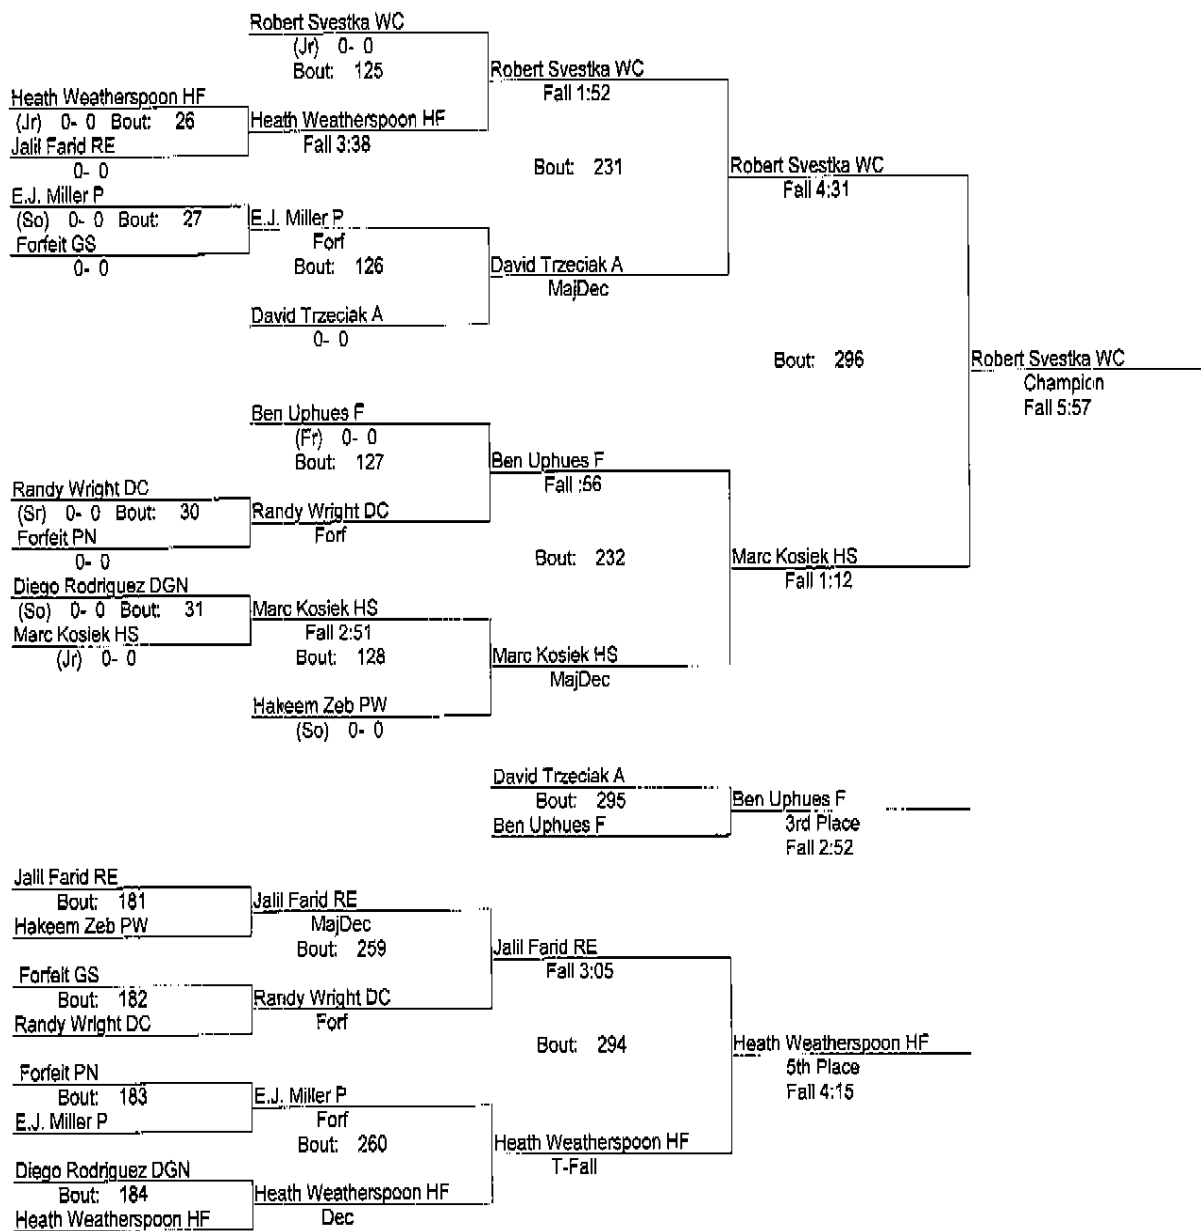 Robert Svestka WC
(Jr) 0- 0
Bout: 125
Robert Svestka WC
Fall 1:52
Heath Weatherspoon HF
(Jr) 0- 0 Bout: 26
Heath Weatherspoon HF
Fall 3:38
Jalil Farid RE
0- 0
Bout: 231
Robert Svestka WC
Fall 4:31
E.J. Miller P
(So) 0- 0 Bout: 27
E.J. Miller P
Forf
Forfeit GS
0- 0
Bout: 126
David Trzeciak A
MajDec
David Trzeciak A
0- 0
Bout: 296
Robert Svestka WC
Champion
Fall 5:57
Ben Uphues F
(Fr) 0- 0
Bout: 127
Ben Uphues F
Fall :56
Randy Wright DC
(Sr) 0- 0 Bout: 30
Randy Wright DC
Forf
Forfeit PN
0- 0
Bout: 232
Marc Kosiek HS
Fall 1:12
Diego Rodriguez DGN
(So) 0- 0 Bout: 31
Marc Kosiek HS
Fall 2:51
Marc Kosiek HS
(Jr) 0- 0
Bout: 128
Marc Kosiek HS
MajDec
Hakeem Zeb PW
(So) 0- 0
David Trzeciak A
Bout: 295
Ben Uphues F
Ben Uphues F
3rd Place
Fall 2:52
Jalil Farid RE
Bout: 181
Hakeem Zeb PW
Jalil Farid RE
MajDec
Bout: 259
Jalil Farid RE
Fall 3:05
Forfeit GS
Bout: 182
Randy Wright DC
Randy Wright DC
Forf
Bout: 294
Heath Weatherspoon HF
5th Place
Fall 4:15
Forfeit PN
Bout: 183
E.J. Miller P
E.J. Miller P
Forf
Bout: 260
Heath Weatherspoon HF
T-Fall
Diego Rodriguez DGN
Bout: 184
Heath Weatherspoon HF
Heath Weatherspoon HF
Dec